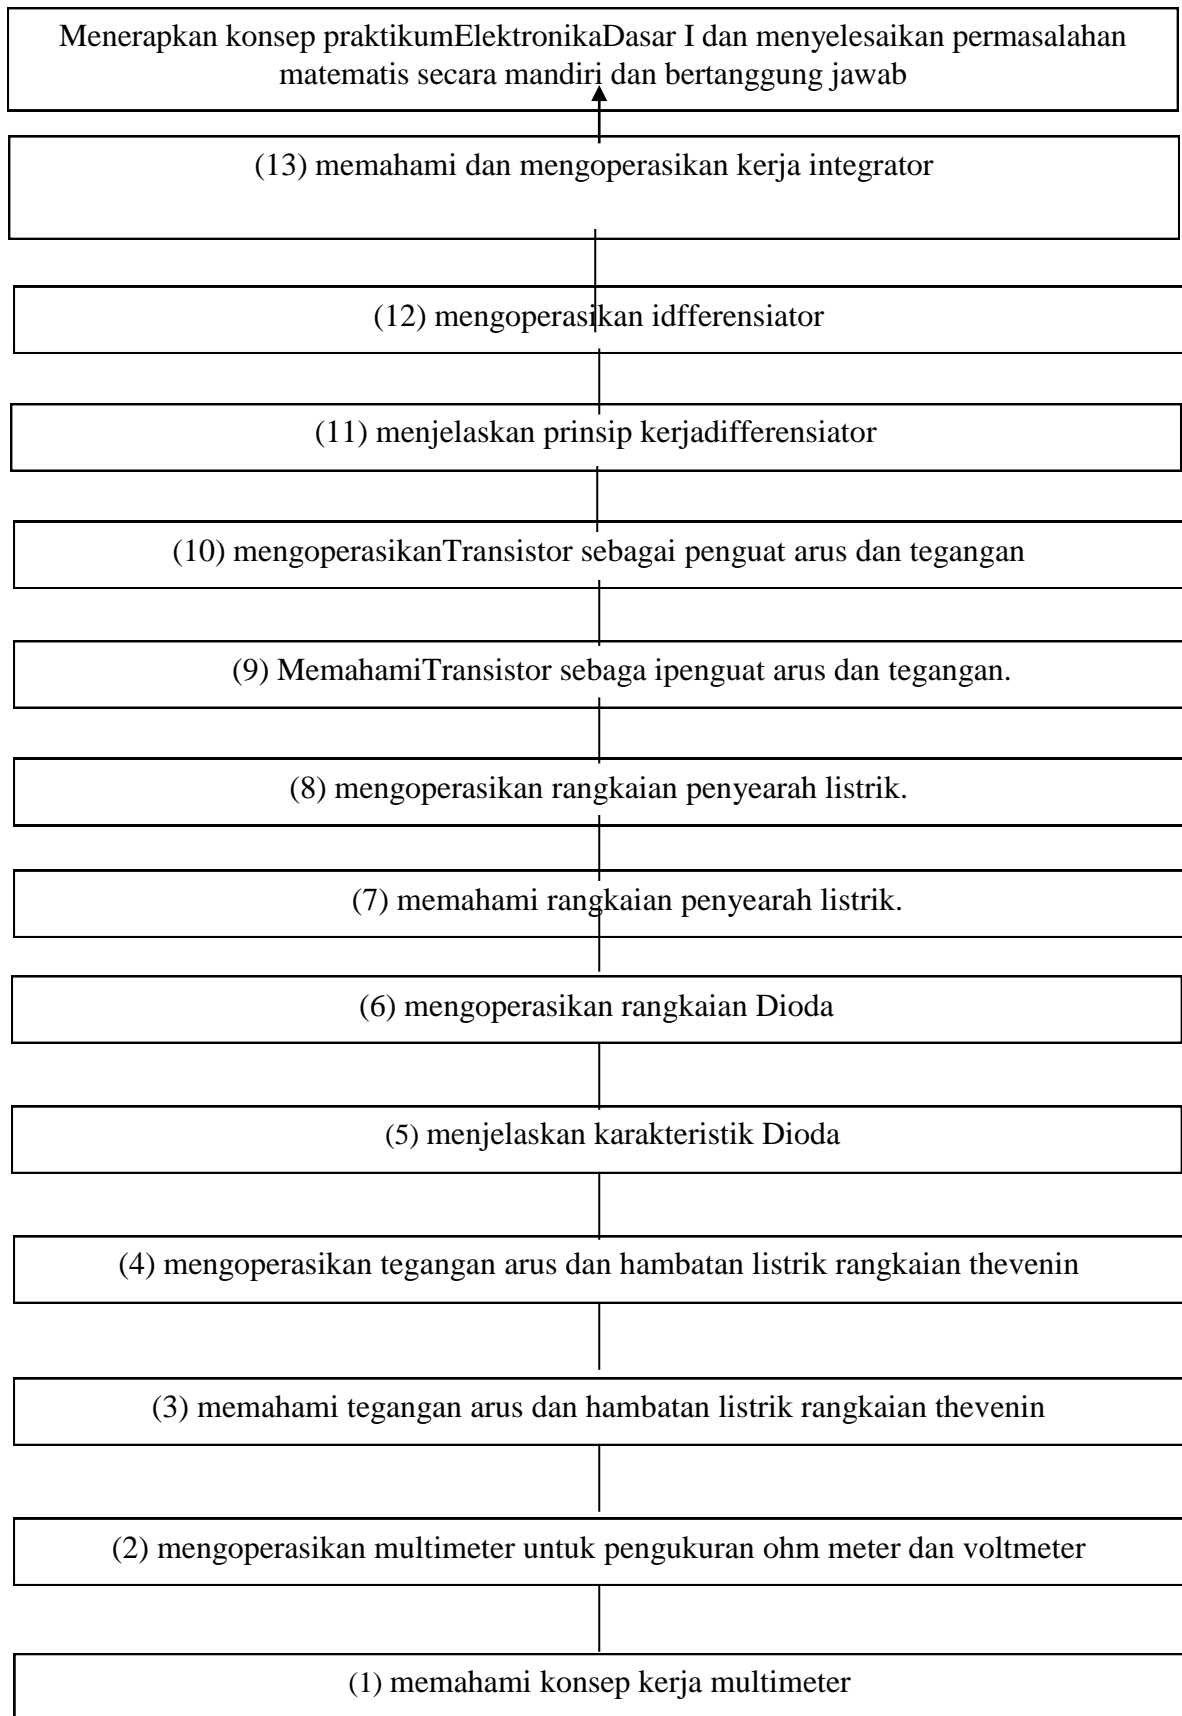 Menerapkan konsep praktikumElektronikaDasar I dan menyelesaikan permasalahan
matematis secara mandiri dan bertanggung jawab
(13) memahami dan mengoperasikan kerja integrator
(12) mengoperasikan idfferensiator
(11) menjelaskan prinsip kerjadifferensiator
(10) mengoperasikanTransistor sebagai penguat arus dan tegangan
(9) MemahamiTransistor sebaga ipenguat arus dan tegangan.
(8) mengoperasikan rangkaian penyearah listrik.
(7) memahami rangkaian penyearah listrik.
(6) mengoperasikan rangkaian Dioda
(5) menjelaskan karakteristik Dioda
(4) mengoperasikan tegangan arus dan hambatan listrik rangkaian thevenin
(3) memahami tegangan arus dan hambatan listrik rangkaian thevenin
(2) mengoperasikan multimeter untuk pengukuran ohm meter dan voltmeter
(1) memahami konsep kerja multimeter